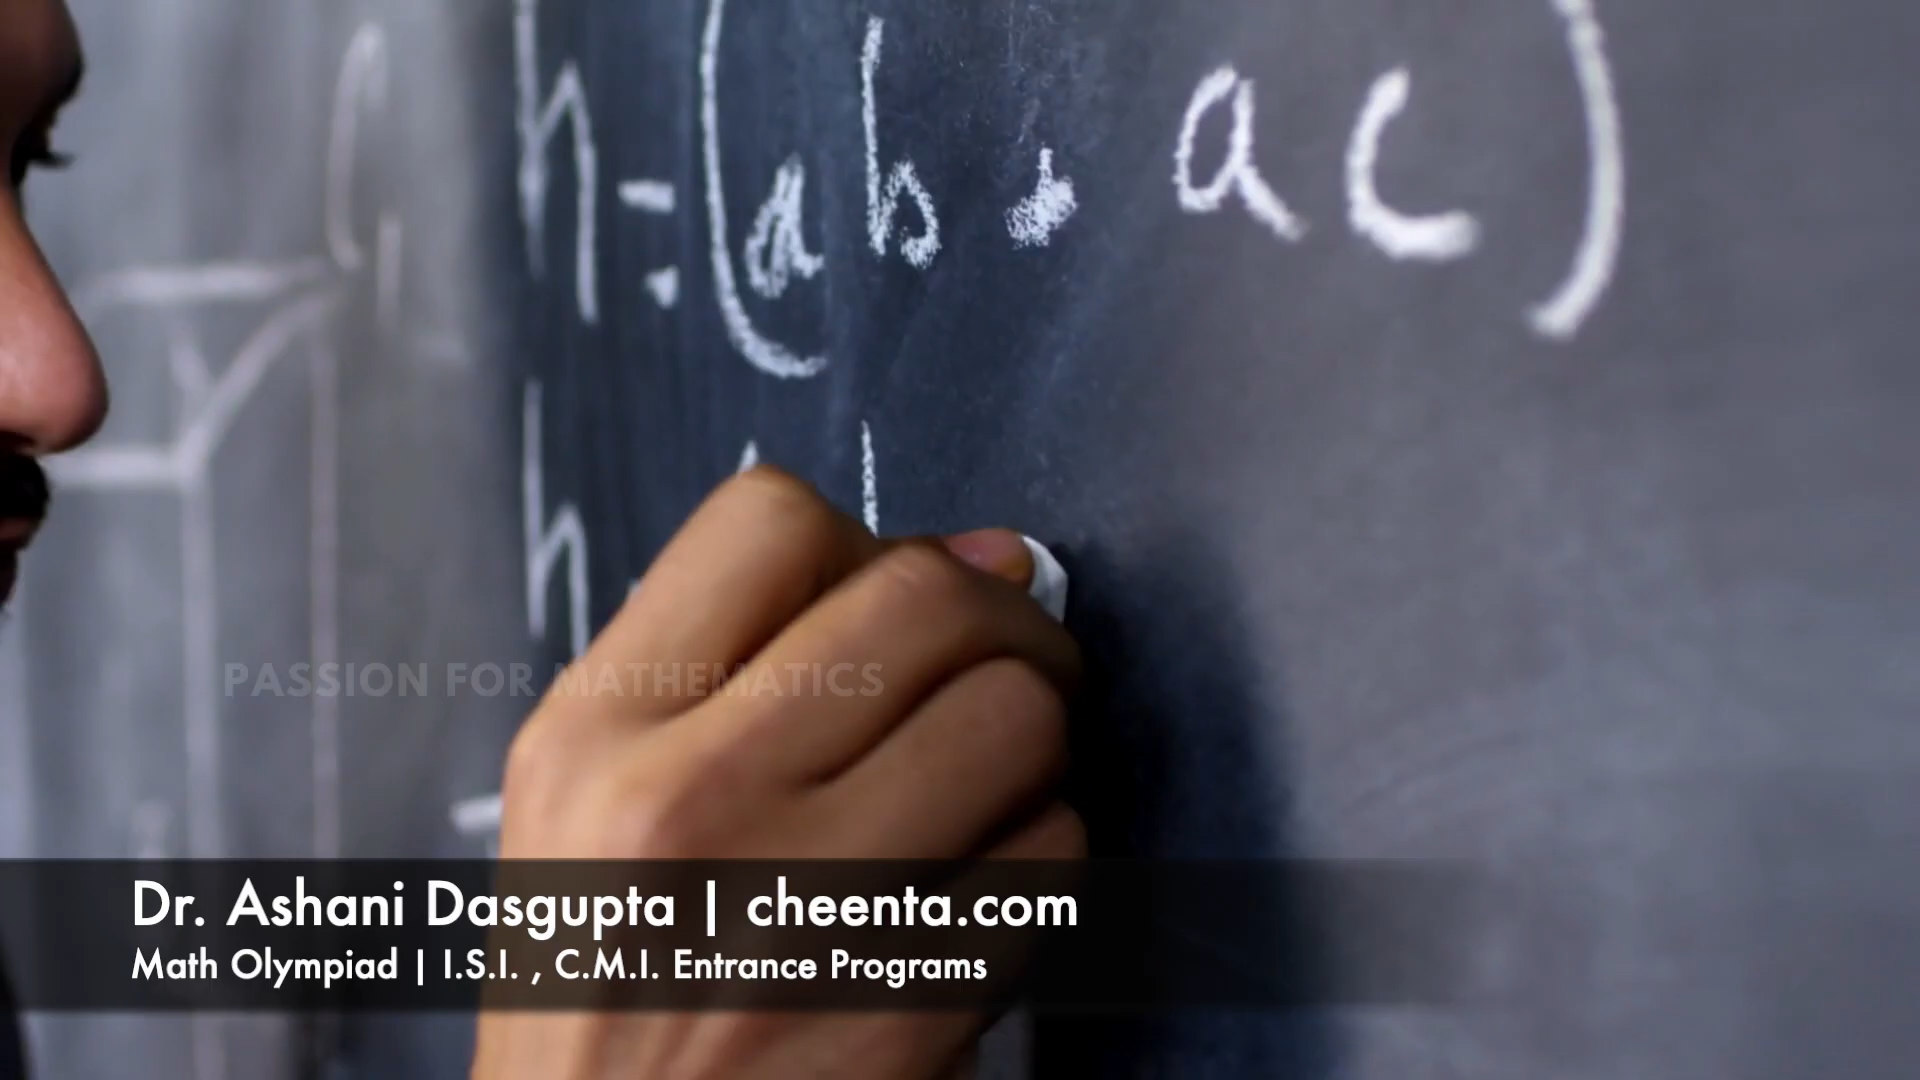 h = (ab . ac)
h
PASSION FOR MATHEMATICS
Dr. Ashani Dasgupta | cheenta.com
Math Olympiad | I.S.I. , C.M.I. Entrance Programs